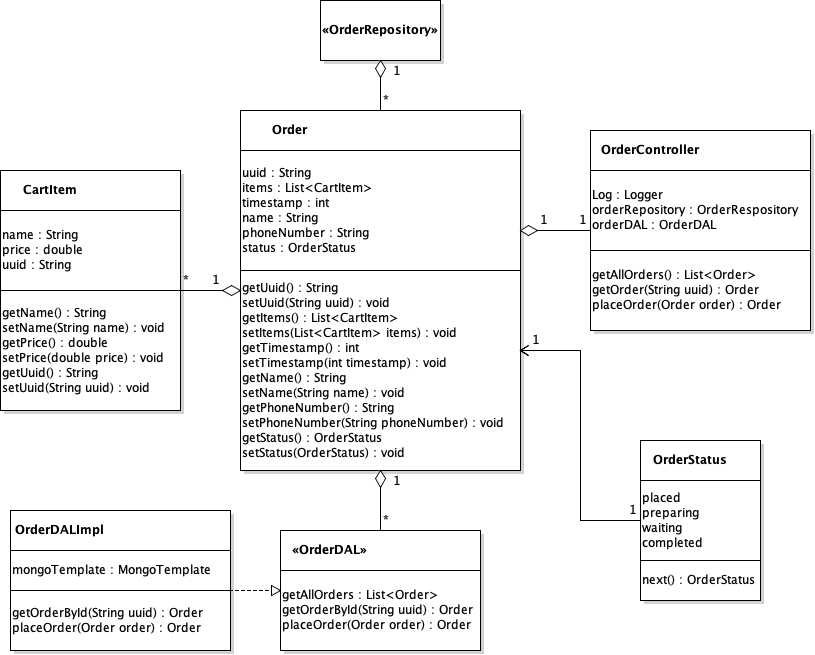 «OrderRepository»
1
*
Order
uuid : String
items : List<CartItem>
timestamp : int
name : String
phoneNumber : String
status : OrderStatus
getUuid() : String
setUuid(String uuid) : void
getItems() : List<CartItem>
setItems(List<CartItem> items) : void
getTimestamp() : int
setTimestamp(int timestamp) : void
getName() : String
setName(String name) : void
getPhoneNumber() : String
setPhoneNumber(String phoneNumber) : void
getStatus() : OrderStatus
setStatus(OrderStatus) : void
OrderController
Log : Logger
orderRepository : OrderRespository
orderDAL : OrderDAL
getAllOrders() : List<Order>
getOrder(String uuid) : Order
placeOrder(Order order) : Order
1
1
CartItem
name : String
price : double
uuid : String
getName() : String
setName(String name) : void
getPrice() : double
setPrice(double price) : void
getUuid() : String
setUuid(String uuid) : void
*
1
1
1
OrderStatus
placed
preparing
waiting
completed
next() : OrderStatus
1
*
OrderDALImpl
mongoTemplate : MongoTemplate
getOrderById(String uuid) : Order
placeOrder(Order order) : Order
«OrderDAL»
getAllOrders : List<Order>
getOrderById(String uuid) : Order
placeOrder(Order order) : Order